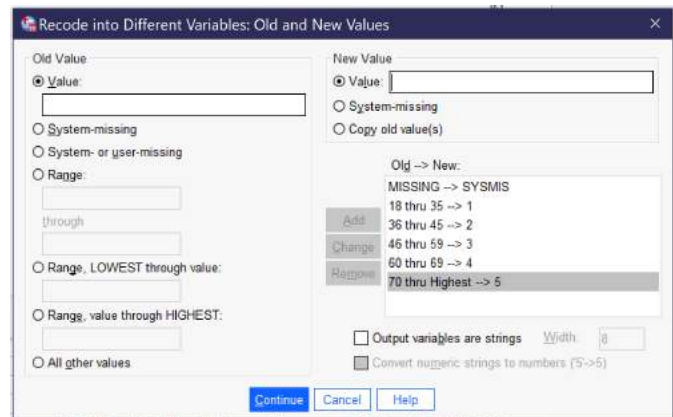 Recode into Different Variables: Old and New Values
Old Value
Value:
System-missing
System- or user-missing
Range:
through
Range, LOWEST through value:
Range, value through HIGHEST:
All other values
New Value
Value:
System-missing
Copy old value(s)
Old --> New:
MISSING --> SYSMIS
18 thru 35 --> 1
Add
36 thru 45 --> 2
Change
46 thru 59 --> 3
Remove
60 thru 69 --> 4
70 thru Highest --> 5
Output variables are strings Width: 8
Convert numeric strings to numbers ('5'->5)
Continue Cancel Help